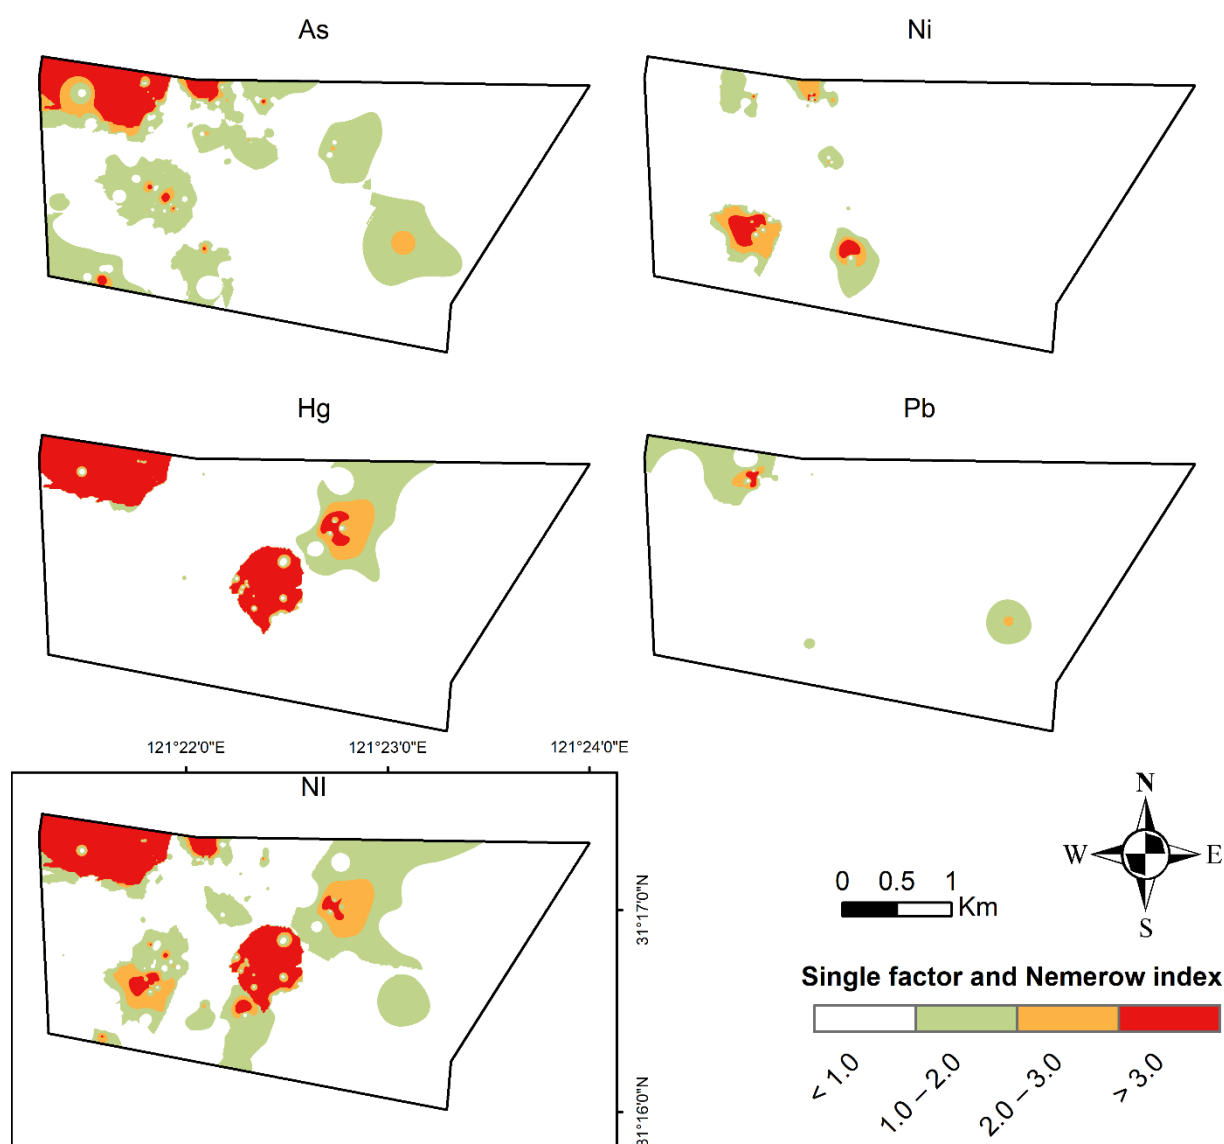 As
Ni
Hg
Pb
121°22'0"E 121°23'0"E 121°24'0"E
NI
31°17'0"N
31°16'0"N
N
W E
S
0 0.5 1
Km
Single factor and Nemerow index
< 1.0
1.0 – 2.0
2.0 – 3.0
> 3.0